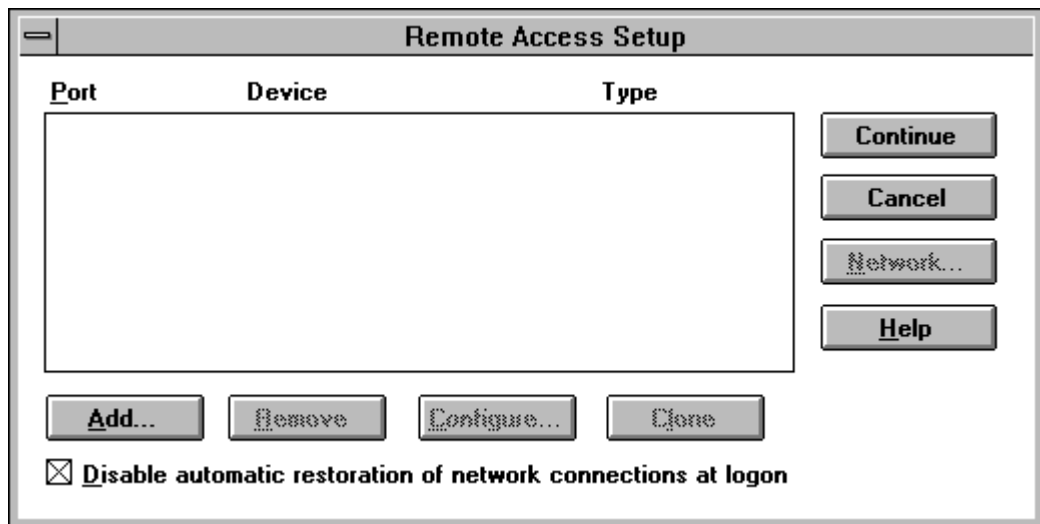 Remote Access Setup
Port Device Type
Continue
Cancel
Network...
Help
Add... Remove Configure... Clone
Disable automatic restoration of network connections at logon